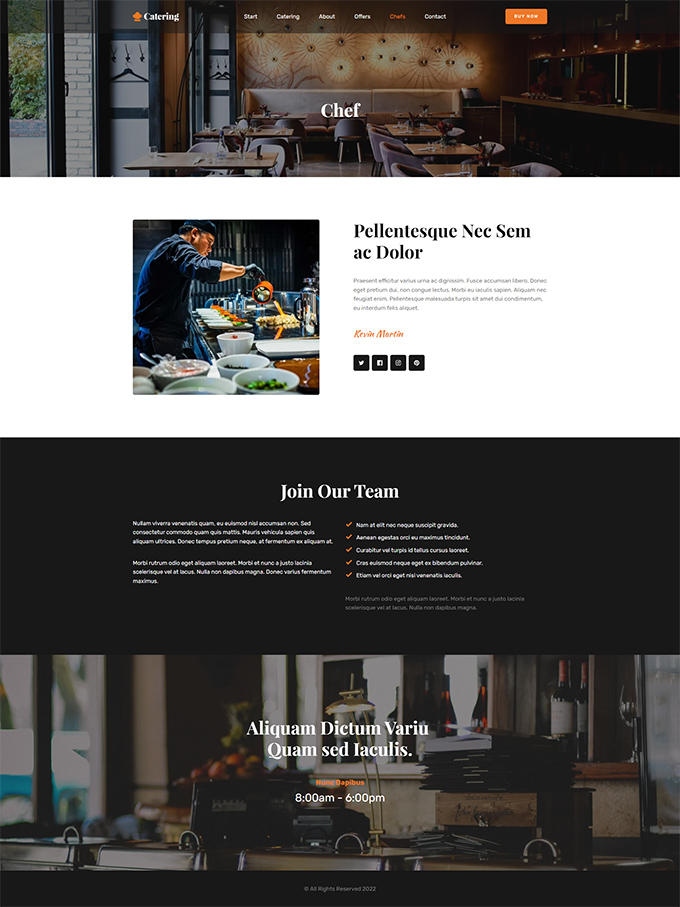 Catering
Start Catering About Offers Chefs Contact
BUY NOW
Chef
Pellentesque Nec Sem
ac Dolor
Praesent efficitur varius urna ac dignissim. Fusce accumsan libero. Donec
eget pretium dui, non congue lectus. Morbi eu iaculis sapien. Aliquam nec
feugiat enim. Pellentesque malesuada turpis sit amet dui condimentum,
eu interdum felis aliquet.
Kevin Martin
Join Our Team
Nullam viverra venenatis quam, eu euismod nisl accumsan non. Sed
consectetur commodo quam quis mattis. Mauris vehicula sapien quis
aliquam ultrices. Donec tempus pretium neque, at fermentum ex aliquam at.
Morbi rutrum odio eget aliquam laoreet. Morbi et nunc a justo lacinia
scelerisque vel at lacus. Nulla non dapibus magna. Donec varius fermentum
maximus.
Nam at elit nec neque suscipit gravida.
Aenean egestas orci eu maximus tincidunt.
Curabitur vel turpis id tellus cursus laoreet.
Cras euismod neque eget ex bibendum pulvinar.
Etiam vel orci eget nisl venenatis iaculis.
Morbi rutrum odio eget aliquam laoreet. Morbi et nunc a justo lacinia
scelerisque vel at lacus. Nulla non dapibus magna.
Aliquam Dictum Variu
Quam sed Iaculis.
Nunc Dapibus
8:00am - 6:00pm
© All Rights Reserved 2022